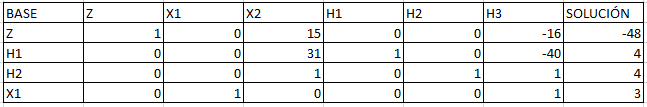 BASE Z X1 X2 H1 H2 H3 SOLUCIÓN
Z 1 0 15 0 0 -16 -48
H1 0 0 31 1 0 -40 4
H2 0 0 1 0 1 1 4
X1 0 1 0 0 0 1 3